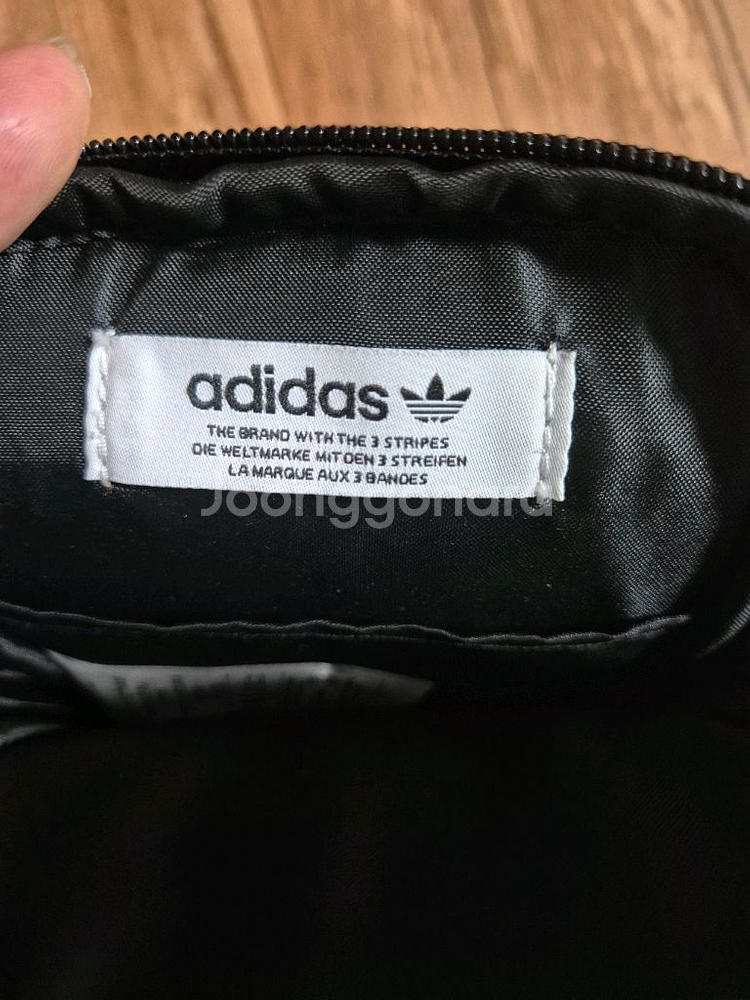 adidas
THE BRAND WITH THE 3 STRIPES
DIE WELTMARKE MIT DEN 3 STREIFEN
LA MARQUE AUX 3 BANDES
Joonggonara